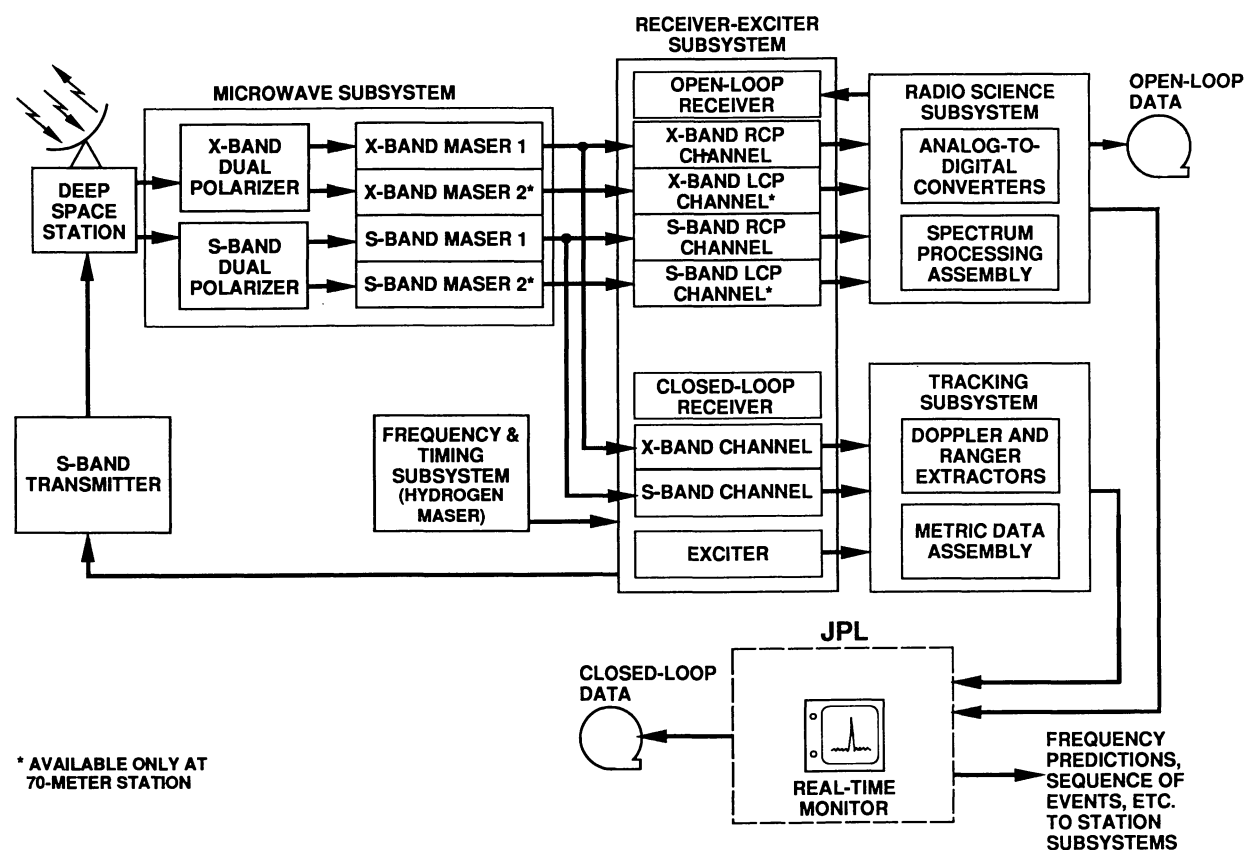 RECEIVER-EXCITER
SUBSYSTEM
MICROWAVE SUBSYSTEM
OPEN-LOOP
RECEIVER
RADIO SCIENCE
SUBSYSTEM
OPEN-LOOP
DATA
X-BAND
DUAL
POLARIZER
X-BAND MASER 1
X-BAND MASER 2*
X-BAND RCP
CHANNEL
X-BAND LCP
CHANNEL*
ANALOG-TO-
DIGITAL
CONVERTERS
DEEP
SPACE
STATION
S-BAND
DUAL
POLARIZER
S-BAND MASER 1
S-BAND MASER 2*
S-BAND RCP
CHANNEL
S-BAND LCP
CHANNEL*
SPECTRUM
PROCESSING
ASSEMBLY
CLOSED-LOOP
RECEIVER
TRACKING
SUBSYSTEM
S-BAND
TRANSMITTER
FREQUENCY &
TIMING
SUBSYSTEM
(HYDROGEN
MASER)
X-BAND CHANNEL
S-BAND CHANNEL
DOPPLER AND
RANGER
EXTRACTORS
EXCITER
METRIC DATA
ASSEMBLY
JPL
CLOSED-LOOP
DATA
REAL-TIME
MONITOR
FREQUENCY
PREDICTIONS,
SEQUENCE OF
EVENTS, ETC.
TO STATION
SUBSYSTEMS
* AVAILABLE ONLY AT
70-METER STATION